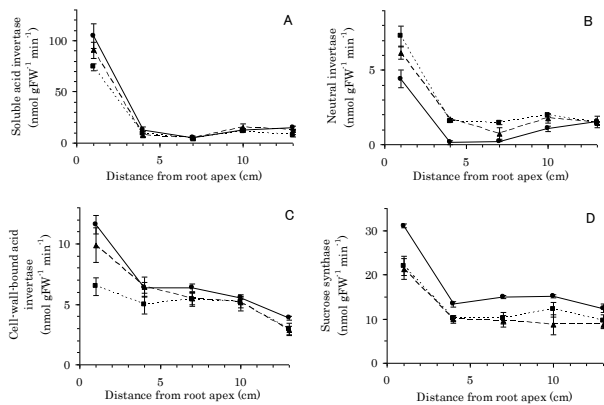 A
Soluble acid invertase
(nmol gFW⁻¹ min⁻¹)
100
50
0
0 5 10
Distance from root apex (cm)
B
Neutral invertase
(nmol gFW⁻¹ min⁻¹)
5
0
0 5 10
Distance from root apex (cm)
C
Cell-wall-bound acid
invertase
(nmol gFW⁻¹ min⁻¹)
10
5
0
0 5 10
Distance from root apex (cm)
D
Sucrose synthase
(nmol gFW⁻¹ min⁻¹)
30
20
10
0
0 5 10
Distance from root apex (cm)